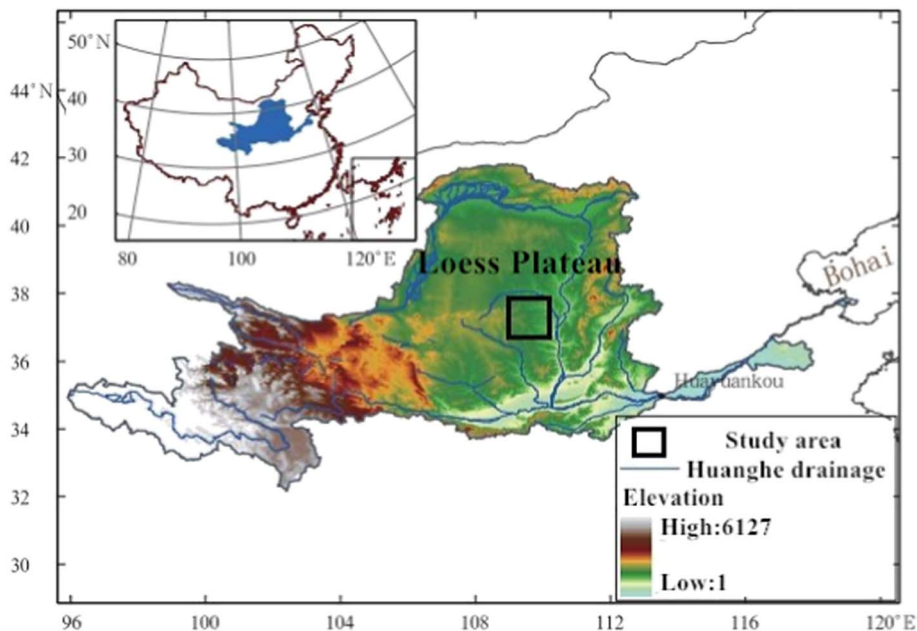 50°N
40
30
20
80 100 120°E
44°N
42
40
38
36
34
32
30
96 100 104 108 112 116 120°E
Loess Plateau
Bohai
Huayuankou
Study area
Huanghe drainage
Elevation
High:6127
Low:1